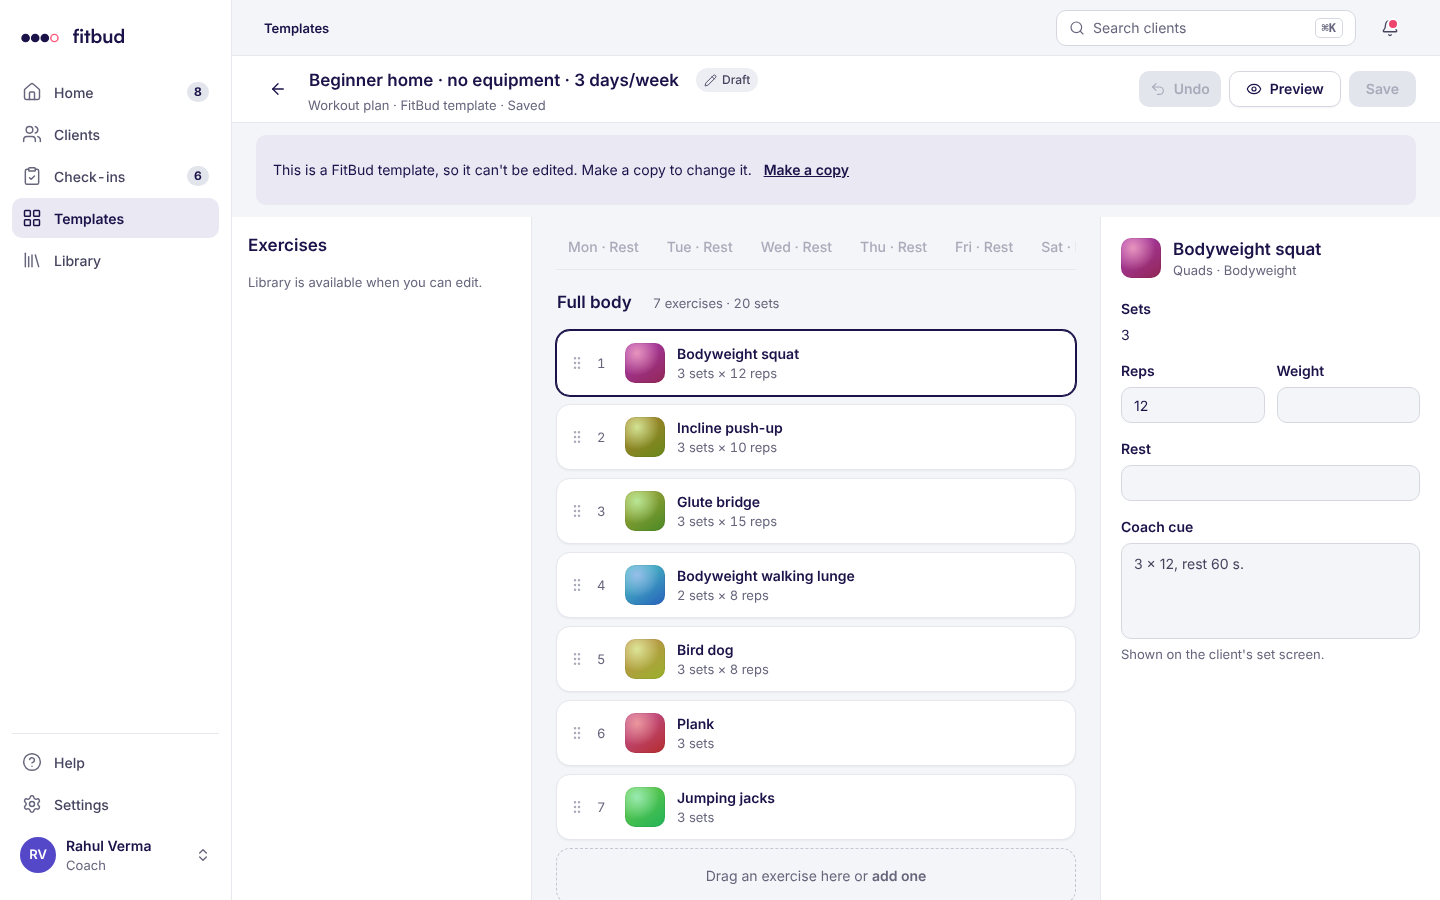 fitbud
Home 8
Clients
Check-ins 6
Templates
Library
Help
Settings
RV Rahul Verma
Coach
Templates
Search clients ⌘K
Beginner home · no equipment · 3 days/week Draft
Workout plan · FitBud template · Saved
Undo Preview Save
This is a FitBud template, so it can't be edited. Make a copy to change it. Make a copy
Exercises
Library is available when you can edit.
Mon · Rest Tue · Rest Wed · Rest Thu · Rest Fri · Rest Sat ·
Full body 7 exercises · 20 sets
1 Bodyweight squat
3 sets × 12 reps
2 Incline push-up
3 sets × 10 reps
3 Glute bridge
3 sets × 15 reps
4 Bodyweight walking lunge
2 sets × 8 reps
5 Bird dog
3 sets × 8 reps
6 Plank
3 sets
7 Jumping jacks
3 sets
Drag an exercise here or add one
Bodyweight squat
Quads · Bodyweight
Sets
3
Reps Weight
12
Rest
Coach cue
3 × 12, rest 60 s.
Shown on the client's set screen.